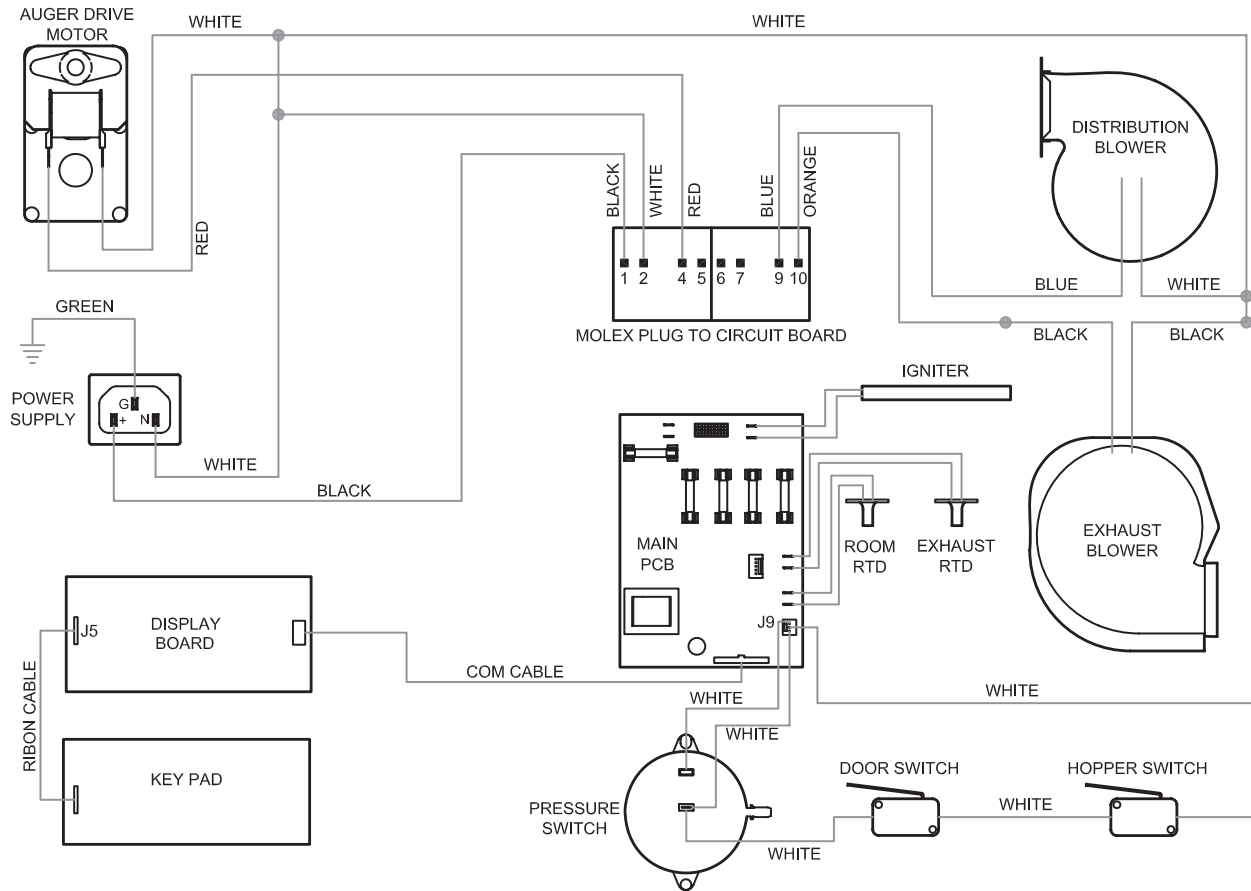 AUGER DRIVE
MOTOR
WHITE
WHITE
RED
BLACK
WHITE
RED
BLUE
ORANGE
DISTRIBUTION
BLOWER
1 2 4 5 6 7 9 10
MOLEX PLUG TO CIRCUIT BOARD
BLUE
WHITE
BLACK
BLACK
GREEN
POWER
SUPPLY
G
+ N
WHITE
BLACK
IGNITER
MAIN
PCB
ROOM
RTD
EXHAUST
RTD
EXHAUST
BLOWER
J9
J5
DISPLAY
BOARD
RIBON CABLE
COM CABLE
KEY PAD
WHITE
WHITE
WHITE
PRESSURE
SWITCH
DOOR SWITCH
HOPPER SWITCH
WHITE
WHITE